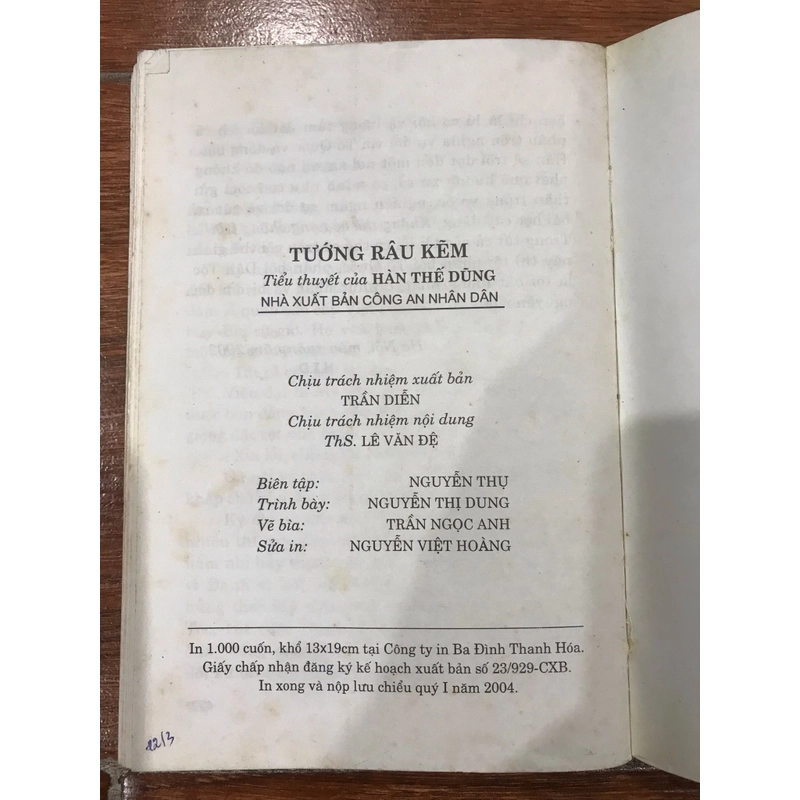 TƯỚNG RÂU KẼM
Tiểu thuyết của HÀN THẾ DŨNG
NHÀ XUẤT BẢN CÔNG AN NHÂN DÂN
Chịu trách nhiệm xuất bản
TRẦN DIỄN
Chịu trách nhiệm nội dung
ThS. LÊ VĂN ĐỆ
Biên tập: NGUYỄN THỤ
Trình bày: NGUYỄN THỊ DUNG
Vẽ bìa: TRẦN NGỌC ANH
Sửa in: NGUYỄN VIỆT HOÀNG
In 1.000 cuốn, khổ 13x19cm tại Công ty in Ba Đình Thanh Hóa.
Giấy chấp nhận đăng ký kế hoạch xuất bản số 23/929-CXB.
In xong và nộp lưu chiểu quý I năm 2004.